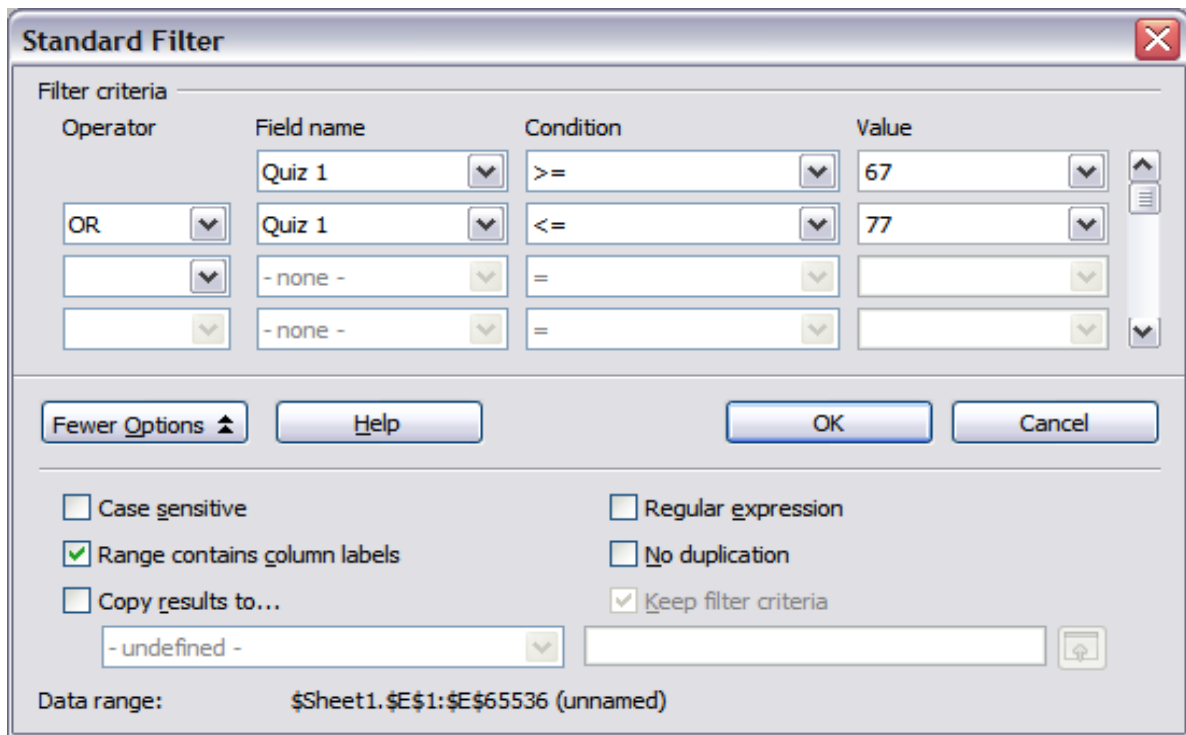 Standard Filter
Filter criteria
Operator Field name Condition Value
Quiz 1 >= 67
OR Quiz 1 <= 77
- none - =
- none - =
Fewer Options Help OK Cancel
Case sensitive Regular expression
Range contains column labels No duplication
Copy results to... Keep filter criteria
- undefined -
Data range: $Sheet1.$E$1:$E$65536 (unnamed)